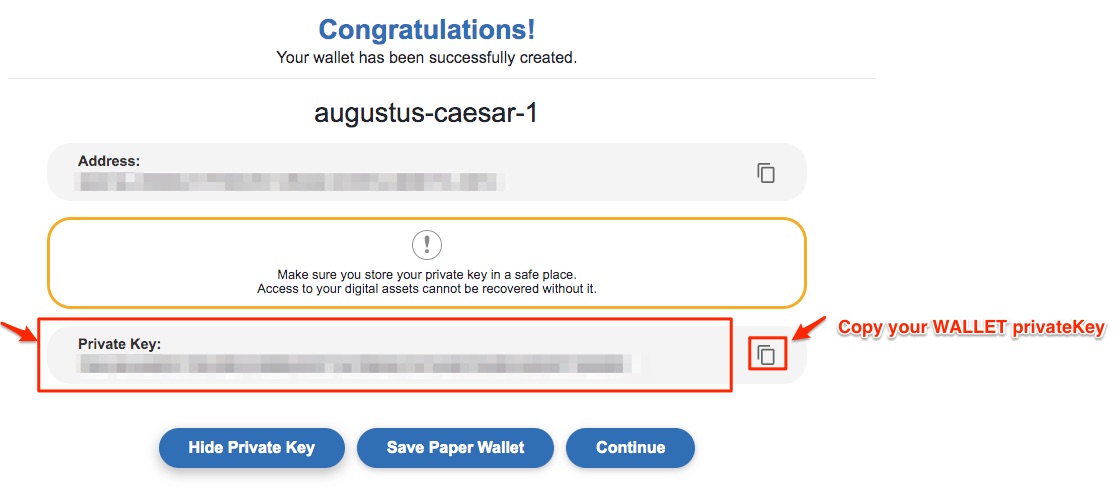 Congratulations!
Your wallet has been successfully created.
augustus-caesar-1
Address:
!
Make sure you store your private key in a safe place.
Access to your digital assets cannot be recovered without it.
Private Key:
Copy your WALLET privateKey
Hide Private Key
Save Paper Wallet
Continue